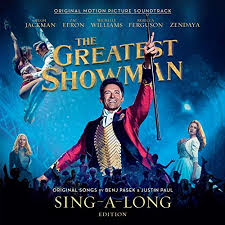 ORIGINAL MOTION PICTURE SOUNDTRACK
HUGH JACKMAN ZAC EFRON MICHELLE WILLIAMS REBECCA FERGUSON ZENDAYA
THE
GREATEST
SHOWMAN
ORIGINAL SONGS BY BENJ PASEK & JUSTIN PAUL
SING-A-LONG
EDITION